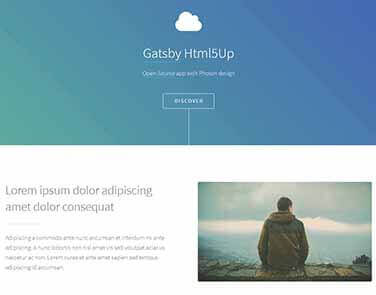 Gatsby Html5Up
Open-Source app with Photon design
DISCOVER
Lorem ipsum dolor adipiscing
amet dolor consequat
Adipiscing a commodo ante nunc accumsan et interdum mi ante
adipiscing. A nunc lobortis non nisl amet vis volutpat aclacus nascetur
ac non. Lorem curae et ante amet sapien sed tempus
adipiscing id accumsan.